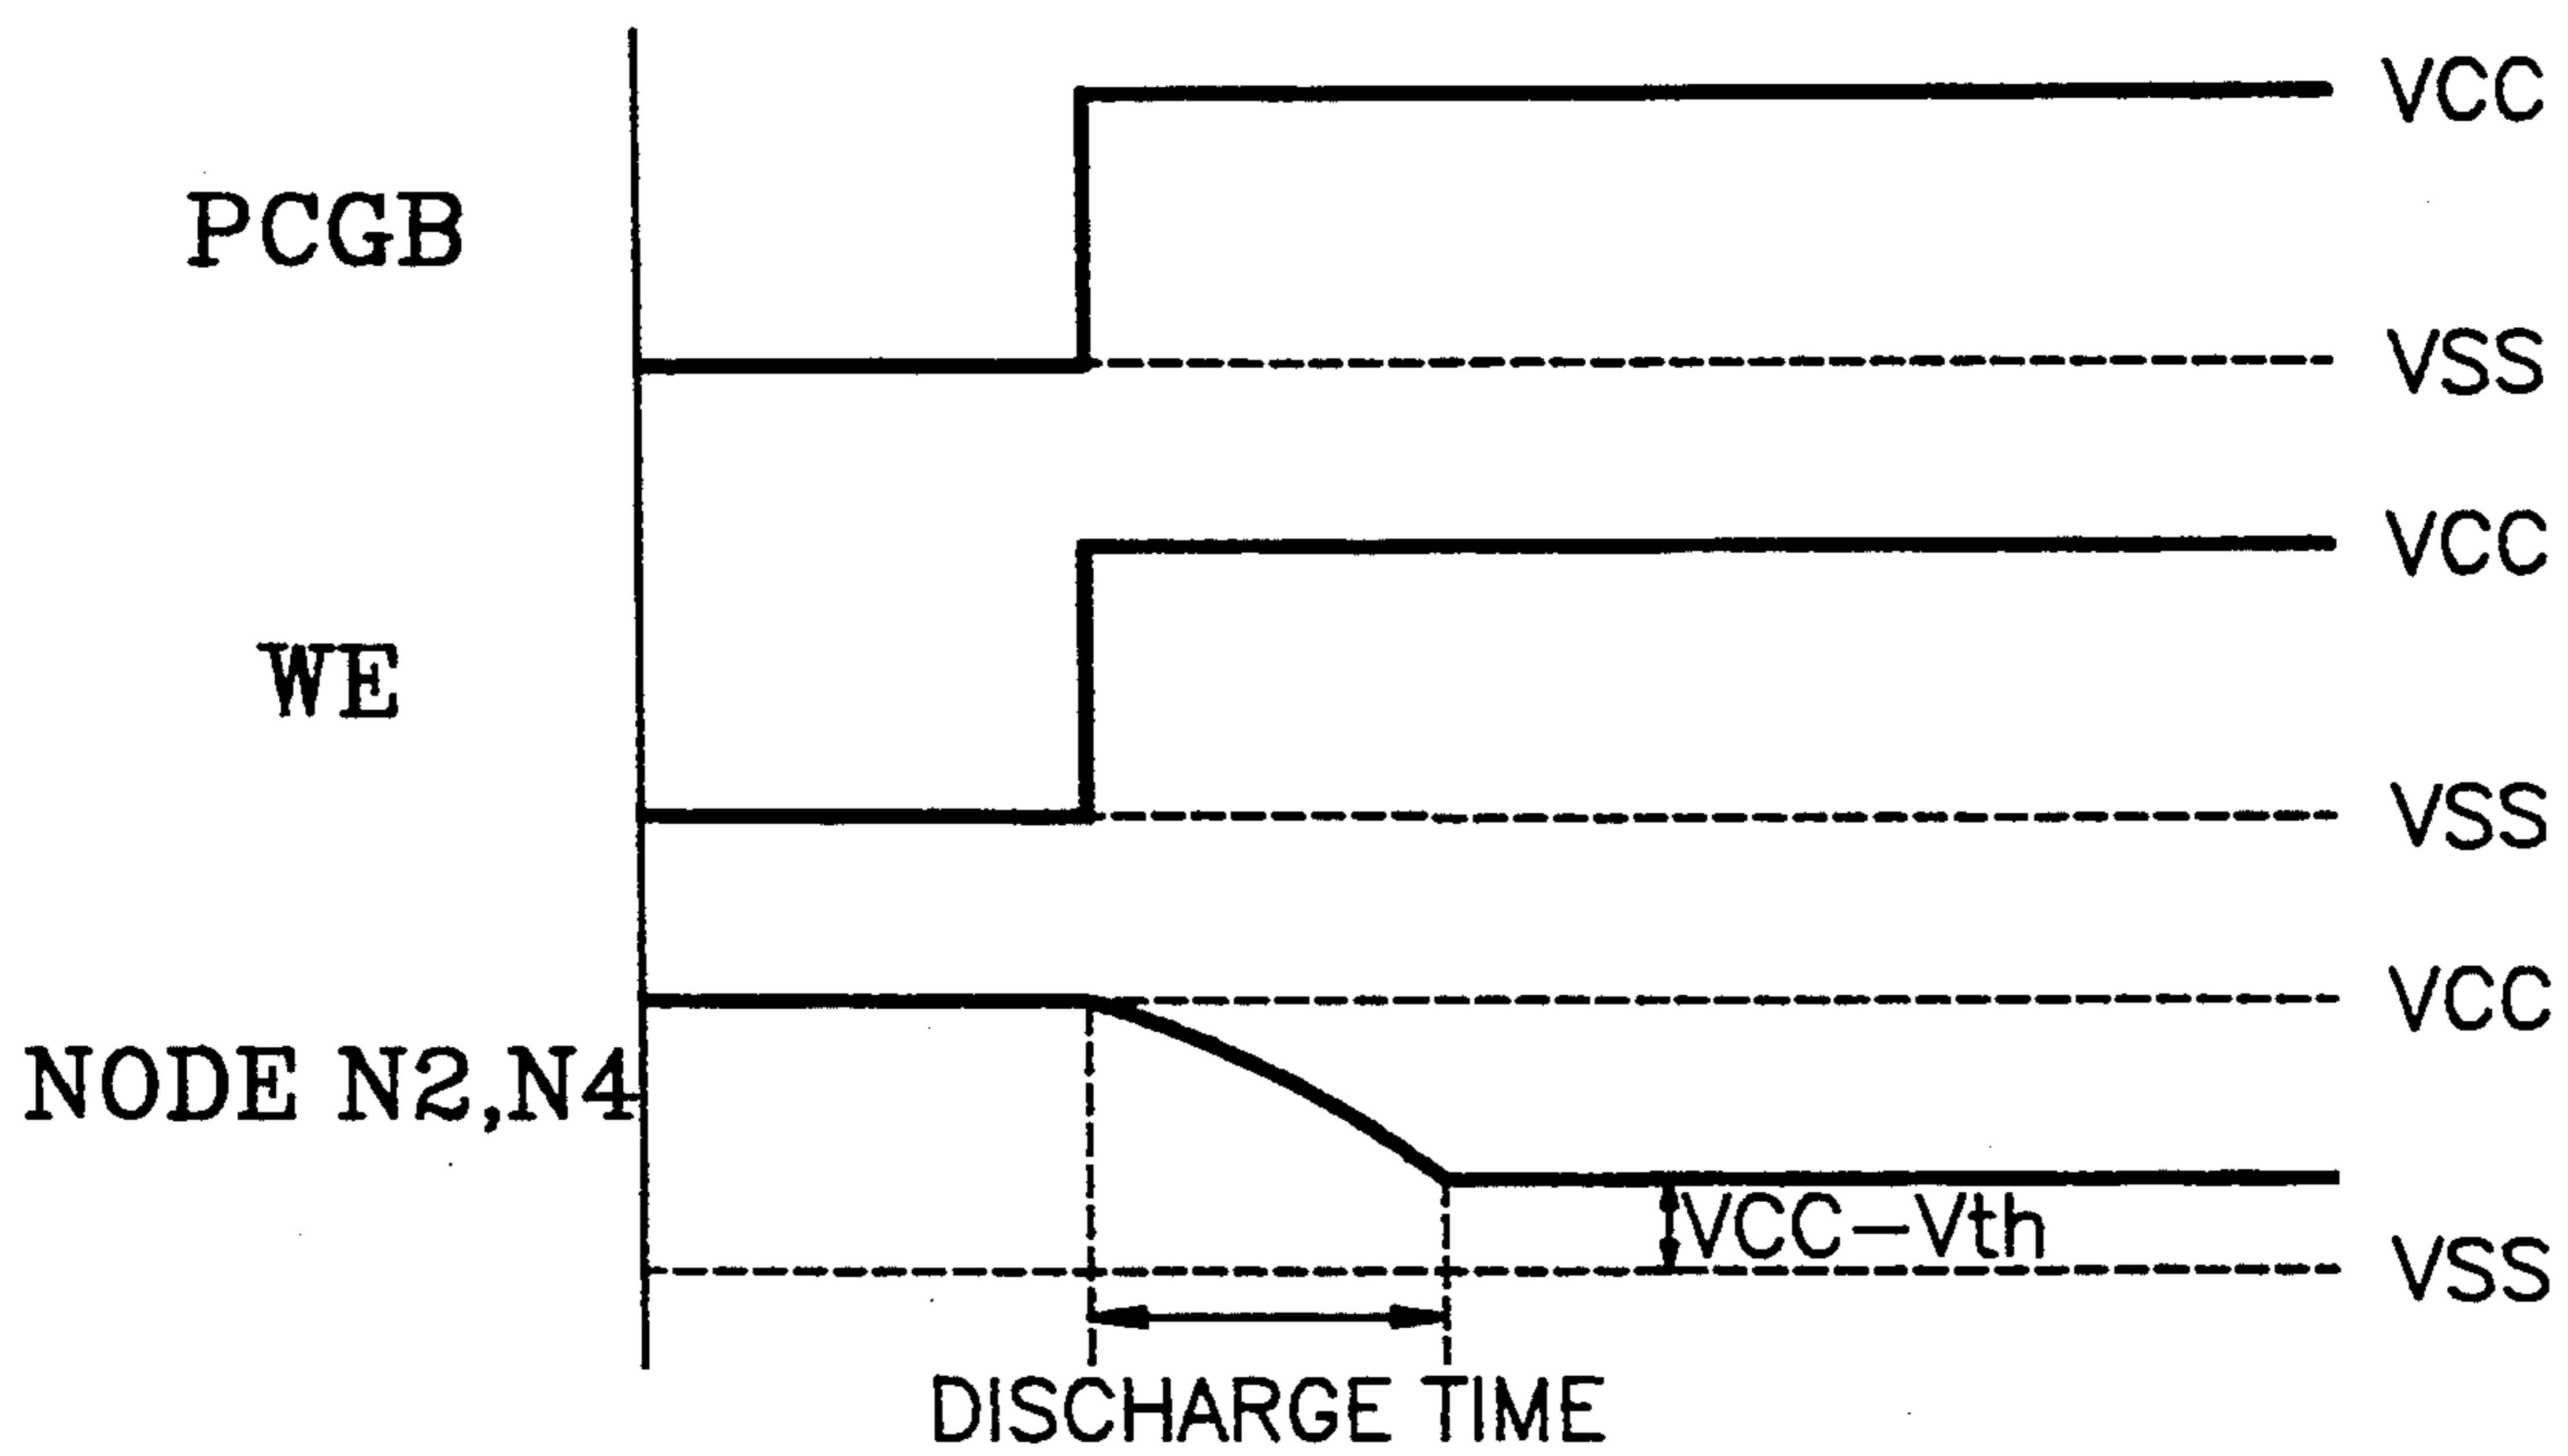 VCC
PCGB
VSS
VCC
WE
VSS
VCC
NODE N2,N4
VCC-Vth
VSS
DISCHARGE TIME